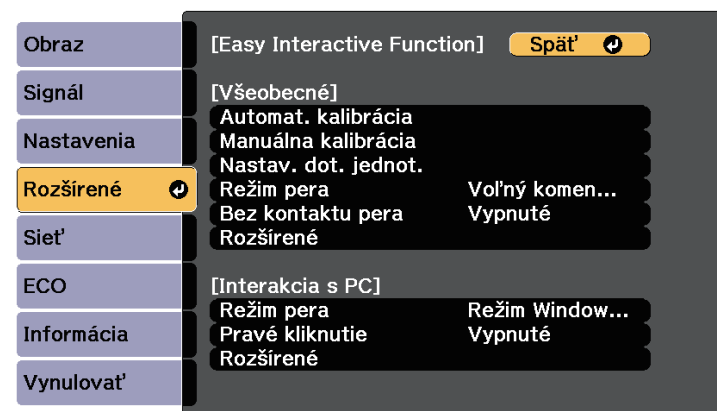 Obraz
Signál
Nastavenia
Rozšírené
Sieť
ECO
Informácia
Vynulovať
[Easy Interactive Function] Späť
[Všeobecné]
Automat. kalibrácia
Manuálna kalibrácia
Nastav. dot. jednot.
Režim pera Voľný komen...
Bez kontaktu pera Vypnuté
Rozšírené
[Interakcia s PC]
Režim pera Režim Window...
Pravé kliknutie Vypnuté
Rozšírené